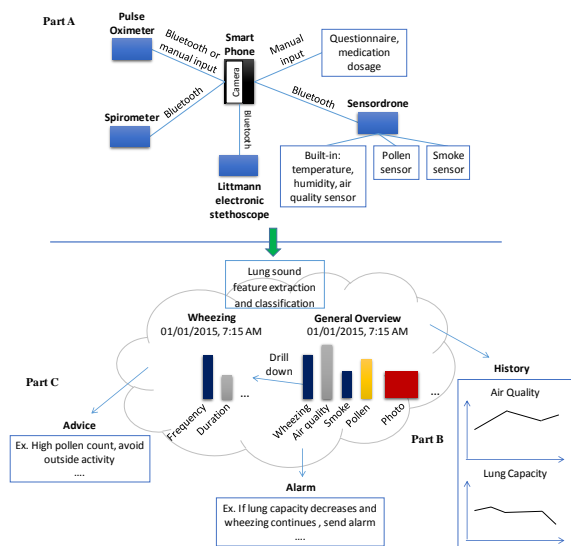 Part A
Pulse
Oximeter
Smart
Phone
Camera
Bluetooth or
manual input
Manual
input
Questionnaire,
medication
dosage
Bluetooth
Spirometer
Bluetooth
Bluetooth
Sensordrone
Littmann
electronic
stethoscope
Built-in:
temperature,
humidity, air
quality sensor
Pollen
sensor
Smoke
sensor
Lung sound
feature extraction
and classification
Wheezing
01/01/2015, 7:15 AM
General Overview
01/01/2015, 7:15 AM
Drill
down
Frequency
Duration
...
Wheezing
Air quality
Smoke
Pollen
Photo
...
Part C
Part B
Advice
Ex. High pollen count, avoid
outside activity
....
Alarm
Ex. If lung capacity decreases and
wheezing continues , send alarm
....
History
Air Quality
Lung Capacity